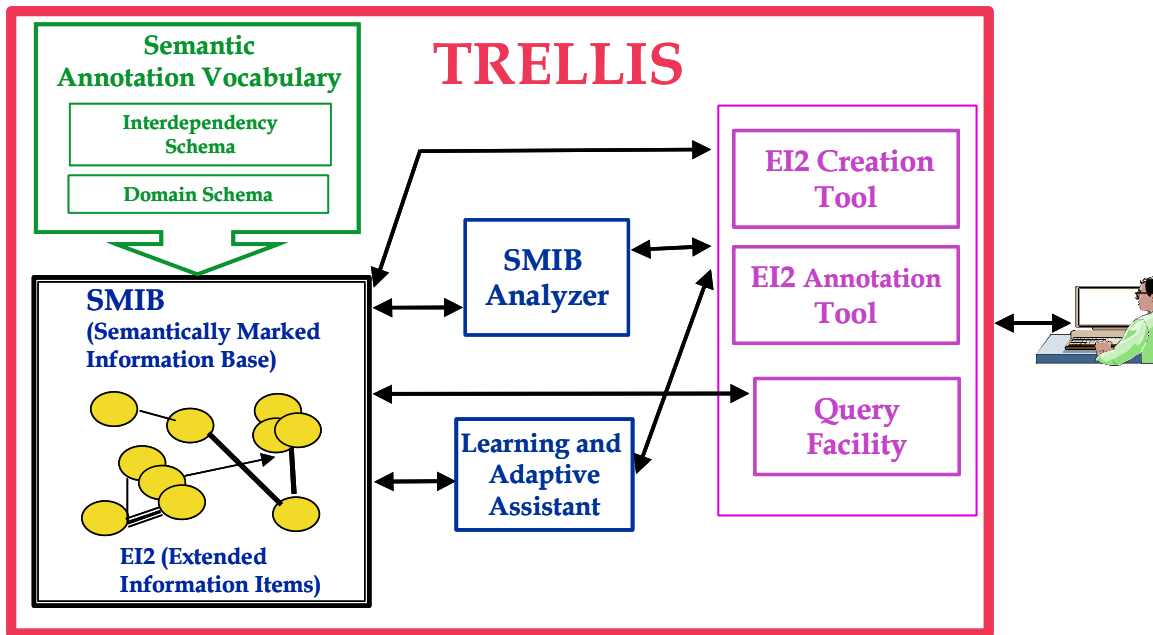 Semantic
Annotation Vocabulary
Interdependency
Schema
Domain Schema
TRELLIS
EI2 Creation
Tool
SMIB
Analyzer
EI2 Annotation
Tool
SMIB
(Semantically Marked
Information Base)
Query
Facility
Learning and
Adaptive
Assistant
EI2 (Extended
Information Items)